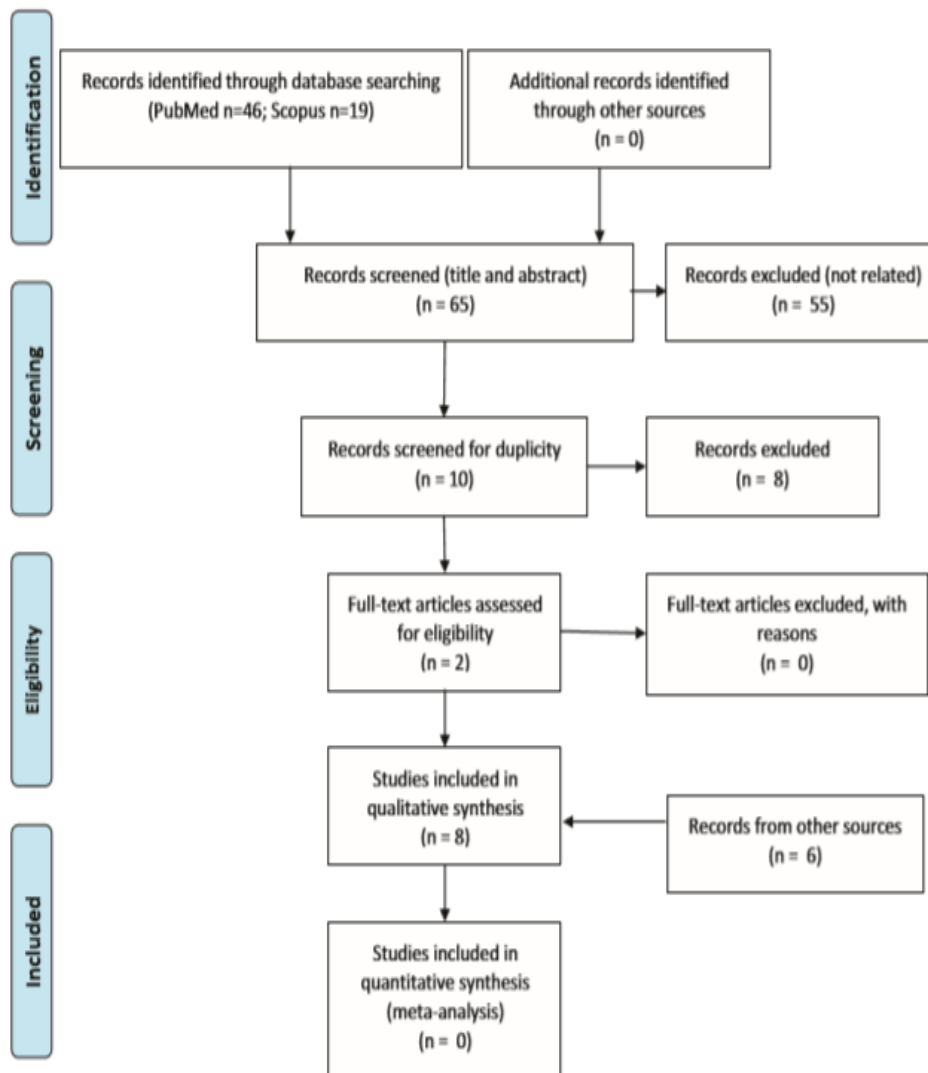 Identification
Records identified through database searching
(PubMed n=46; Scopus n=19)
Additional records identified
through other sources
(n = 0)
Records screened (title and abstract)
(n = 65)
Records excluded (not related)
(n = 55)
Screening
Records screened for duplicity
(n = 10)
Records excluded
(n = 8)
Eligibility
Full-text articles assessed
for eligibility
(n = 2)
Full-text articles excluded, with
reasons
(n = 0)
Studies included in
qualitative synthesis
(n = 8)
Records from other sources
(n = 6)
Included
Studies included in
quantitative synthesis
(meta-analysis)
(n = 0)